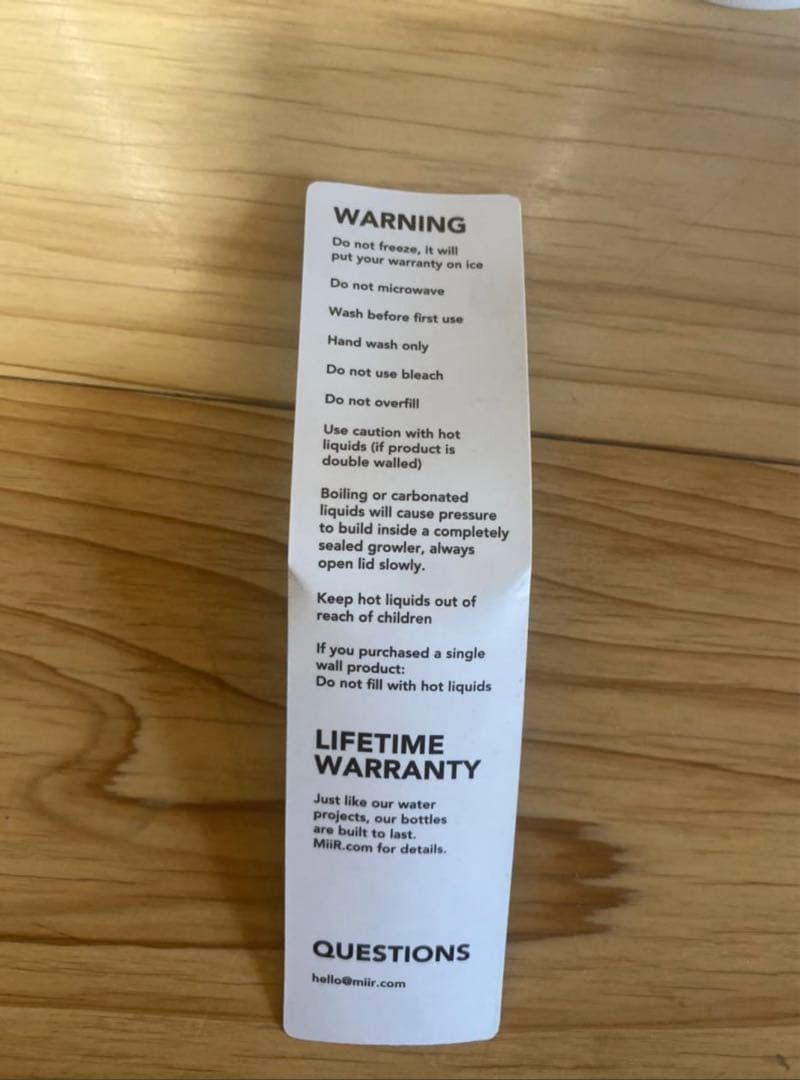 WARNING
Do not freeze, it will
put your warranty on ice
Do not microwave
Wash before first use
Hand wash only
Do not use bleach
Do not overfill
Use caution with hot
liquids (if product is
double walled)
Boiling or carbonated
liquids will cause pressure
to build inside a completely
sealed growler, always
open lid slowly.
Keep hot liquids out of
reach of children
If you purchased a single
wall product:
Do not fill with hot liquids
LIFETIME
WARRANTY
Just like our water
projects, our bottles
are built to last.
MiiR.com for details.
QUESTIONS
hello@miir.com